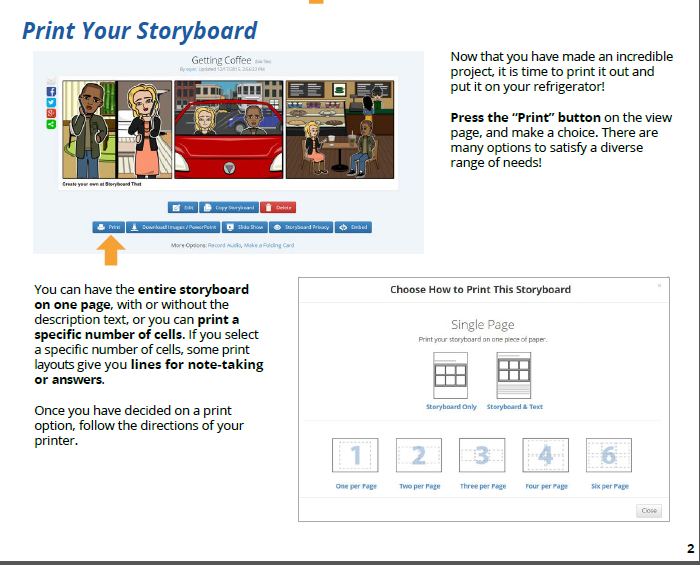 Print Your Storyboard
Getting Coffee
Create your own at Storyboard That
Edit
Copy Storyboard
Delete
Print
Download Images / PowerPoint
Slide Show
Storyboard Privacy
Embed
More Options: Record Audio, Make a Folding Card
Now that you have made an incredible
project, it is time to print it out and
put it on your refrigerator!
Press the “Print” button on the view
page, and make a choice. There are
many options to satisfy a diverse
range of needs!
You can have the entire storyboard
on one page, with or without the
description text, or you can print a
specific number of cells. If you select
a specific number of cells, some print
layouts give you lines for note-taking
or answers.
Once you have decided on a print
option, follow the directions of your
printer.
Choose How to Print This Storyboard
×
Single Page
Print your storyboard on one piece of paper.
Storyboard Only
Storyboard & Text
1
2
3
4
6
One per Page
Two per Page
Three per Page
Four per Page
Six per Page
Close
2